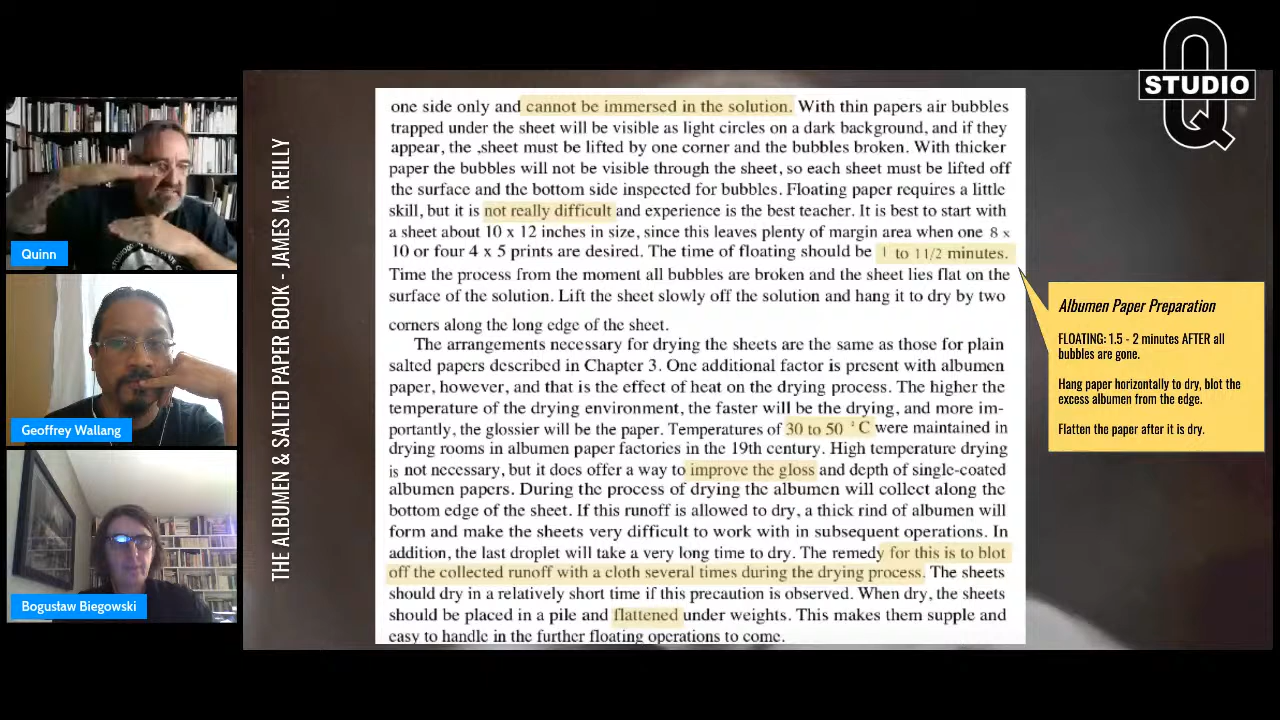 STUDIO
Q
THE ALBUMEN & SALTED PAPER BOOK - JAMES M. REILLY
one side only and cannot be immersed in the solution. With thin papers air bubbles
trapped under the sheet will be visible as light circles on a dark background, and if they
appear, the sheet must be lifted by one corner and the bubbles broken. With thicker
paper the bubbles will not be visible through the sheet, so each sheet must be lifted off
the surface and the bottom side inspected for bubbles. Floating paper requires a little
skill, but it is not really difficult and experience is the best teacher. It is best to start with
a sheet about 10 x 12 inches in size, since this leaves plenty of margin area when one 8 x
10 or four 4 x 5 prints are desired. The time of floating should be 1 to 11/2 minutes.
Time the process from the moment all bubbles are broken and the sheet lies flat on the
surface of the solution. Lift the sheet slowly off the solution and hang it to dry by two
corners along the long edge of the sheet.
The arrangements necessary for drying the sheets are the same as those for plain
salted papers described in Chapter 3. One additional factor is present with albumen
paper, however, and that is the effect of heat on the drying process. The higher the
temperature of the drying environment, the faster will be the drying, and more im-
portantly, the glossier will be the paper. Temperatures of 30 to 50 °C were maintained in
drying rooms in albumen paper factories in the 19th century. High temperature drying
is not necessary, but it does offer a way to improve the gloss and depth of single-coated
albumen papers. During the process of drying the albumen will collect along the
bottom edge of the sheet. If this runoff is allowed to dry, a thick rind of albumen will
form and make the sheets very difficult to work with in subsequent operations. In
addition, the last droplet will take a very long time to dry. The remedy for this is to blot
off the collected runoff with a cloth several times during the drying process. The sheets
should dry in a relatively short time if this precaution is observed. When dry, the sheets
should be placed in a pile and flattened under weights. This makes them supple and
easy to handle in the further floating operations to come.
Albumen Paper Preparation
FLOATING: 1.5 - 2 minutes AFTER all
bubbles are gone.
Hang paper horizontally to dry, blot the
excess albumen from the edge.
Flatten the paper after it is dry.
Quinn
Geoffrey Wallang
Bogusław Biegowski